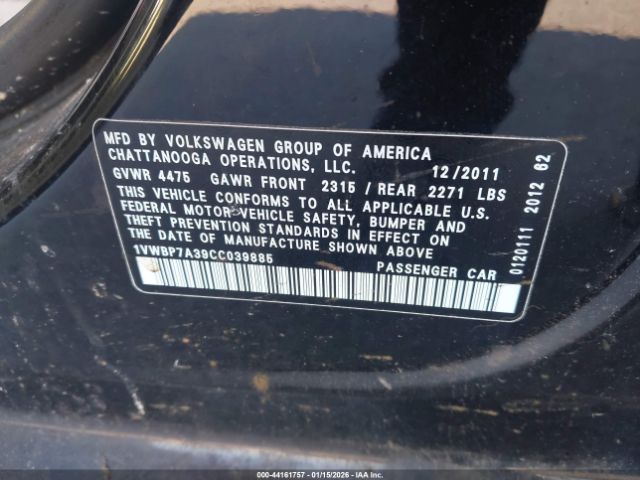 MFD BY VOLKSWAGEN GROUP OF AMERICA
CHATTANOOGA OPERATIONS, LLC. 12/2011
GVWR 4475 GAWR FRONT 2315 / REAR 2271 LBS
THIS VEHICLE CONFORMS TO ALL APPLICABLE U.S.
FEDERAL MOTOR VEHICLE SAFETY, BUMPER AND
THEFT PREVENTION STANDARDS IN EFFECT ON
THE DATE OF MANUFACTURE SHOWN ABOVE
1VWBP7A39CC039885 PASSENGER CAR
0120111 2012 62
000-44161757 - 01/15/2026 - IAAI.CA